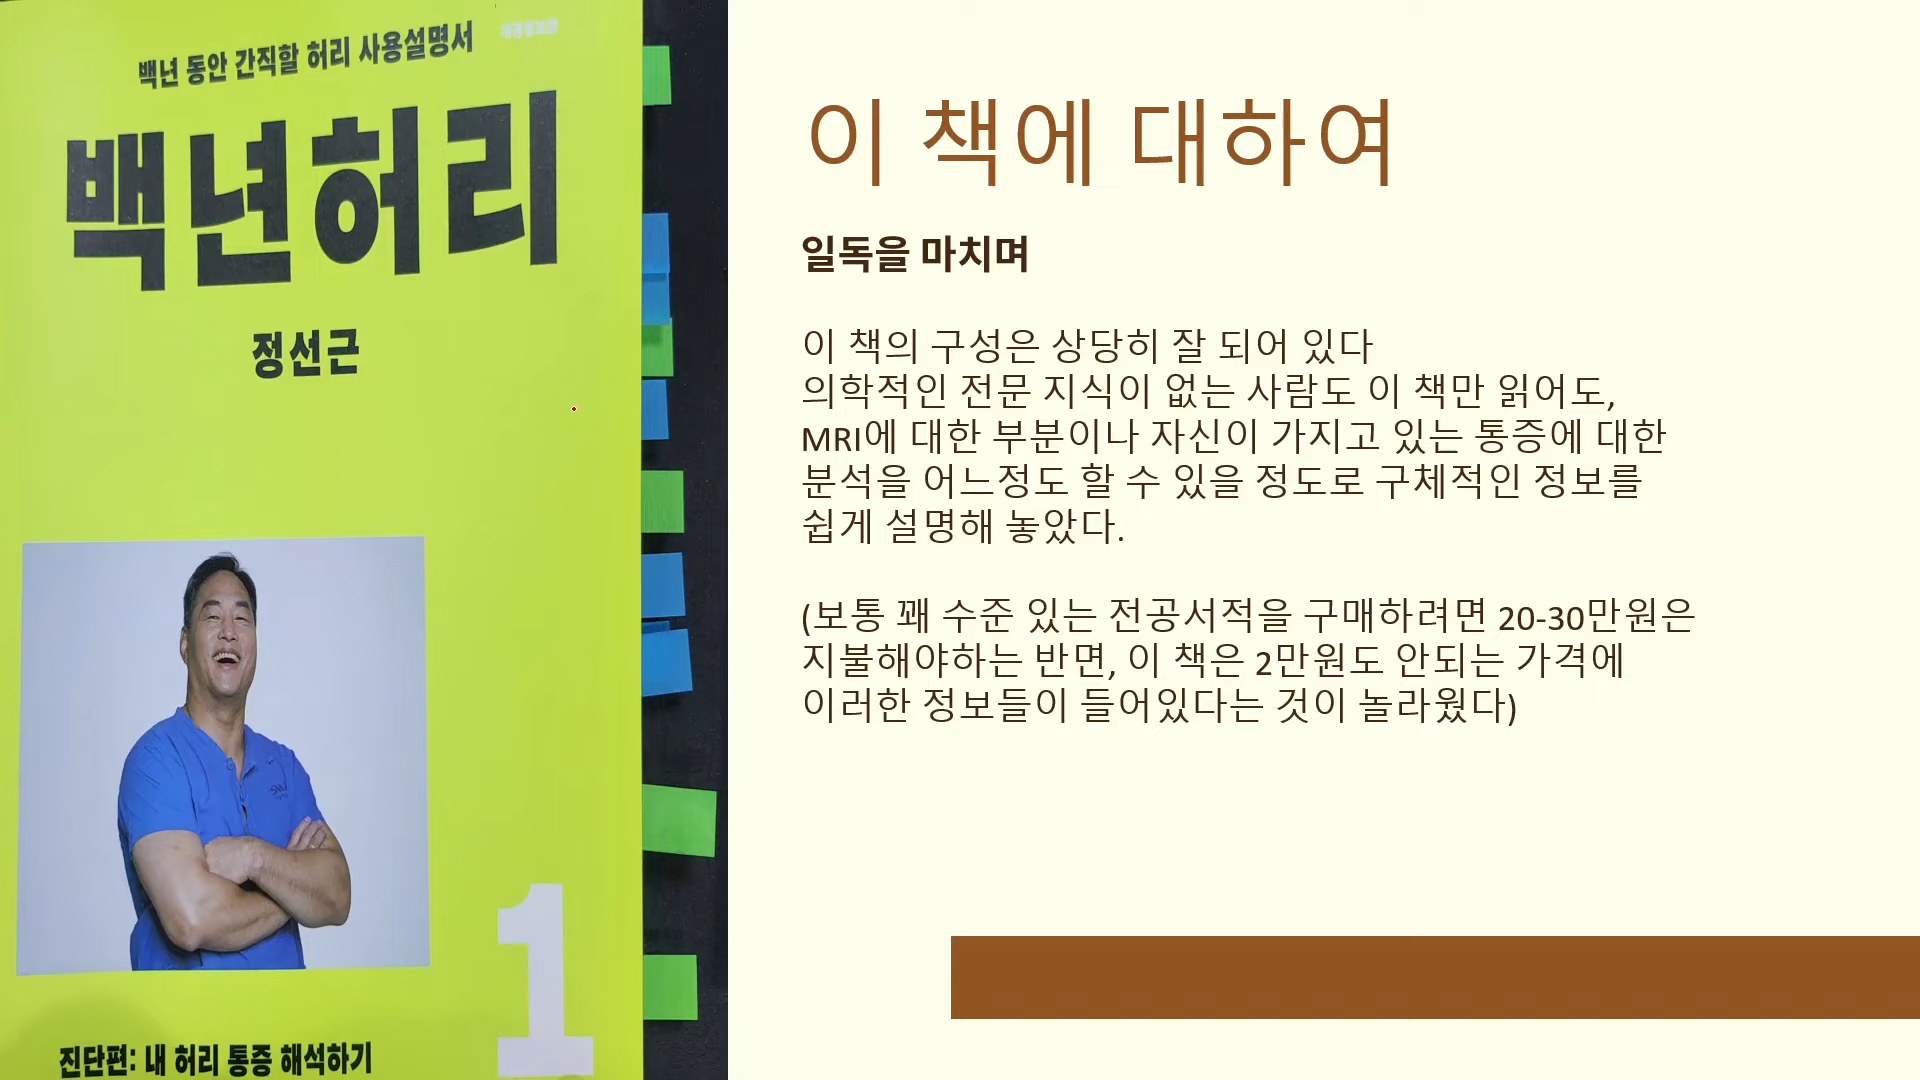 백년 동안 간직할 허리 사용설명서
개정증보판
백년허리
정선근
1
진단편: 내 허리 통증 해석하기
이 책에 대하여
일독을 마치며
이 책의 구성은 상당히 잘 되어 있다
의학적인 전문 지식이 없는 사람도 이 책만 읽어도,
MRI에 대한 부분이나 자신이 가지고 있는 통증에 대한
분석을 어느정도 할 수 있을 정도로 구체적인 정보를
쉽게 설명해 놓았다.
(보통 꽤 수준 있는 전공서적을 구매하려면 20-30만원은
지불해야하는 반면, 이 책은 2만원도 안되는 가격에
이러한 정보들이 들어있다는 것이 놀라웠다)